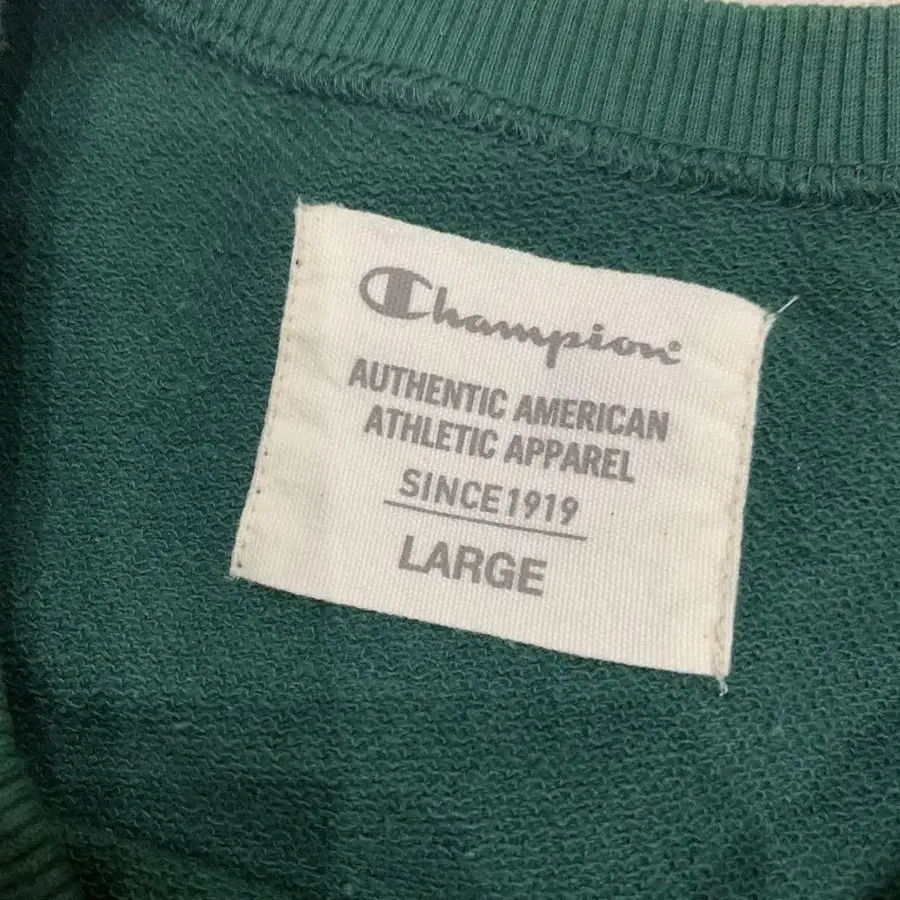 Champion
AUTHENTIC AMERICAN
ATHLETIC APPAREL
SINCE 1919
LARGE